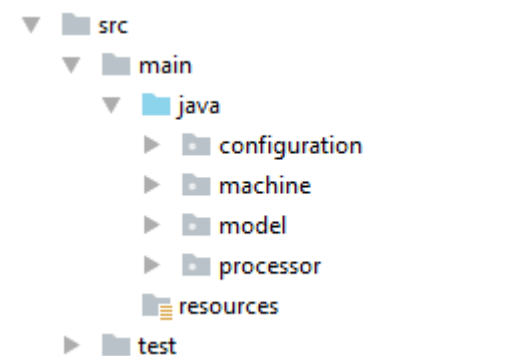 src
main
java
configuration
machine
model
processor
resources
test